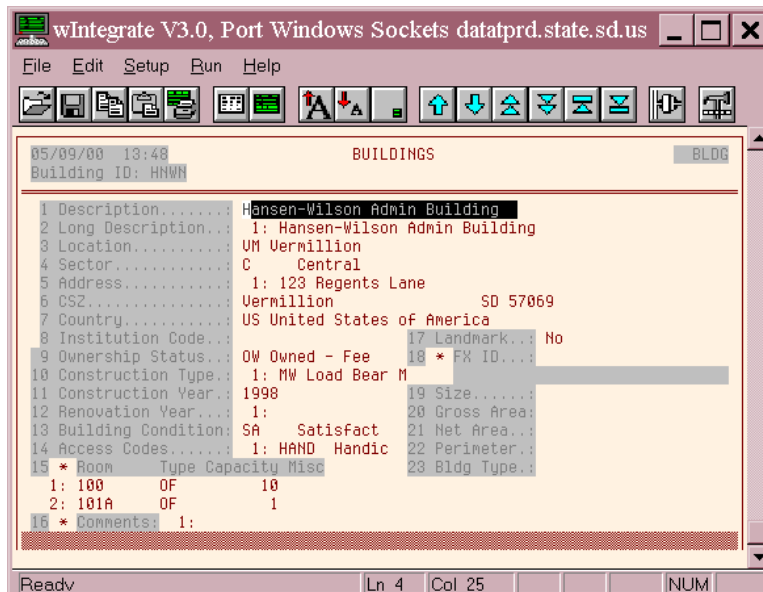 wIntegrate V3.0, Port Windows Sockets datatprd.state.sd.us
File Edit Setup Run Help
05/09/00 13:48 BUILDINGS BLDG
Building ID: HNWN
1 Description.......: Hansen-Wilson Admin Building
2 Long Description..: 1: Hansen-Wilson Admin Building
3 Location..........: VM Vermillion
4 Sector............: C Central
5 Address...........: 1: 123 Regents Lane
6 CSZ...............: Vermillion SD 57069
7 Country...........: US United States of America
8 Institution Code..: 17 Landmark..: No
9 Ownership Status..: OW Owned - Fee 18 * FX ID...:
10 Construction Type.: 1: MW Load Bear M
11 Construction Year.: 1998 19 Size......:
12 Renovation Year...: 1: 20 Gross Area:
13 Building Condition: SA Satisfact 21 Net Area..:
14 Access Codes......: 1: HAND Handic 22 Perimeter.:
15 * Room Type Capacity Misc 23 Bldg Type.:
1: 100 OF 10
2: 101A OF 1
16 * Comments: 1:
Ready Ln 4 Col 25 NUM